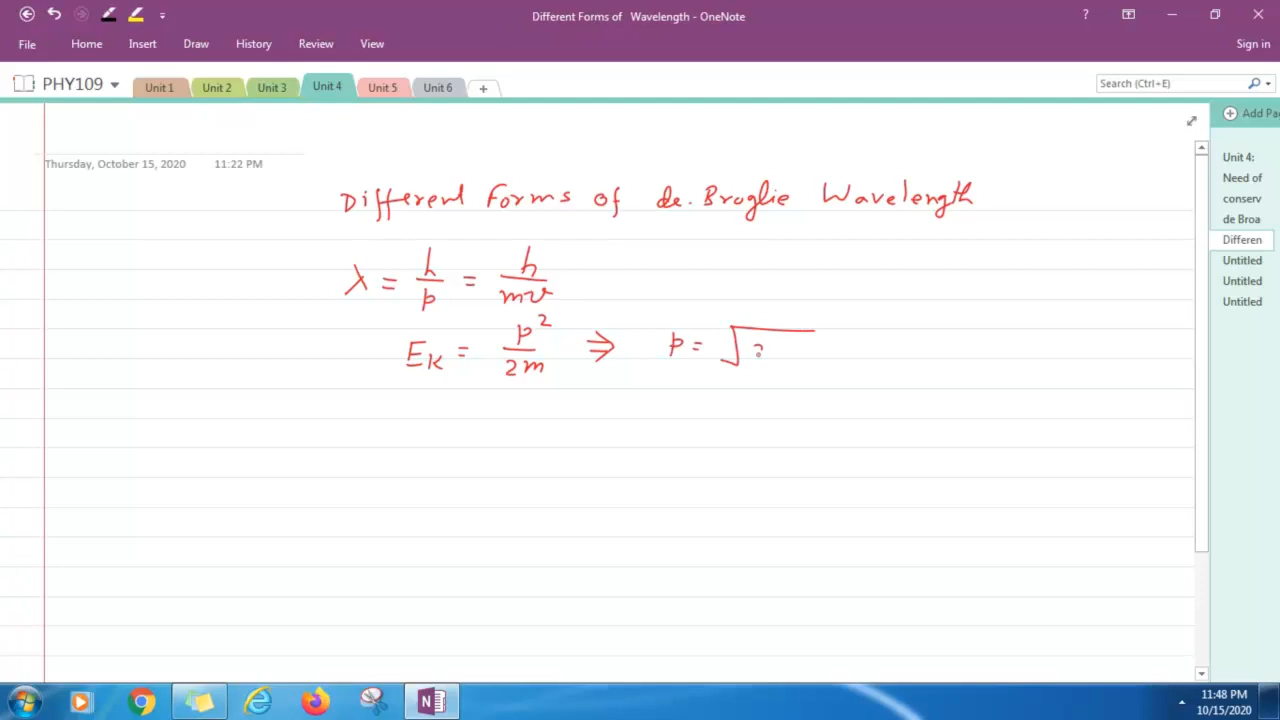 Different Forms of Wavelength - OneNote
?
File Home Insert Draw History Review View
Sign in
PHY109 Unit 1 Unit 2 Unit 3 Unit 4 Unit 5 Unit 6 +
Search (Ctrl+E)
Add Pa
Thursday, October 15, 2020 11:22 PM
Different Forms of de. Broglie Wavelength
λ = h/p = h/mv
E_K = p²/2m ⇒ p = √
Unit 4:
Need of
conserv
de Broa
Differen
Untitled
Untitled
Untitled
11:48 PM
10/15/2020